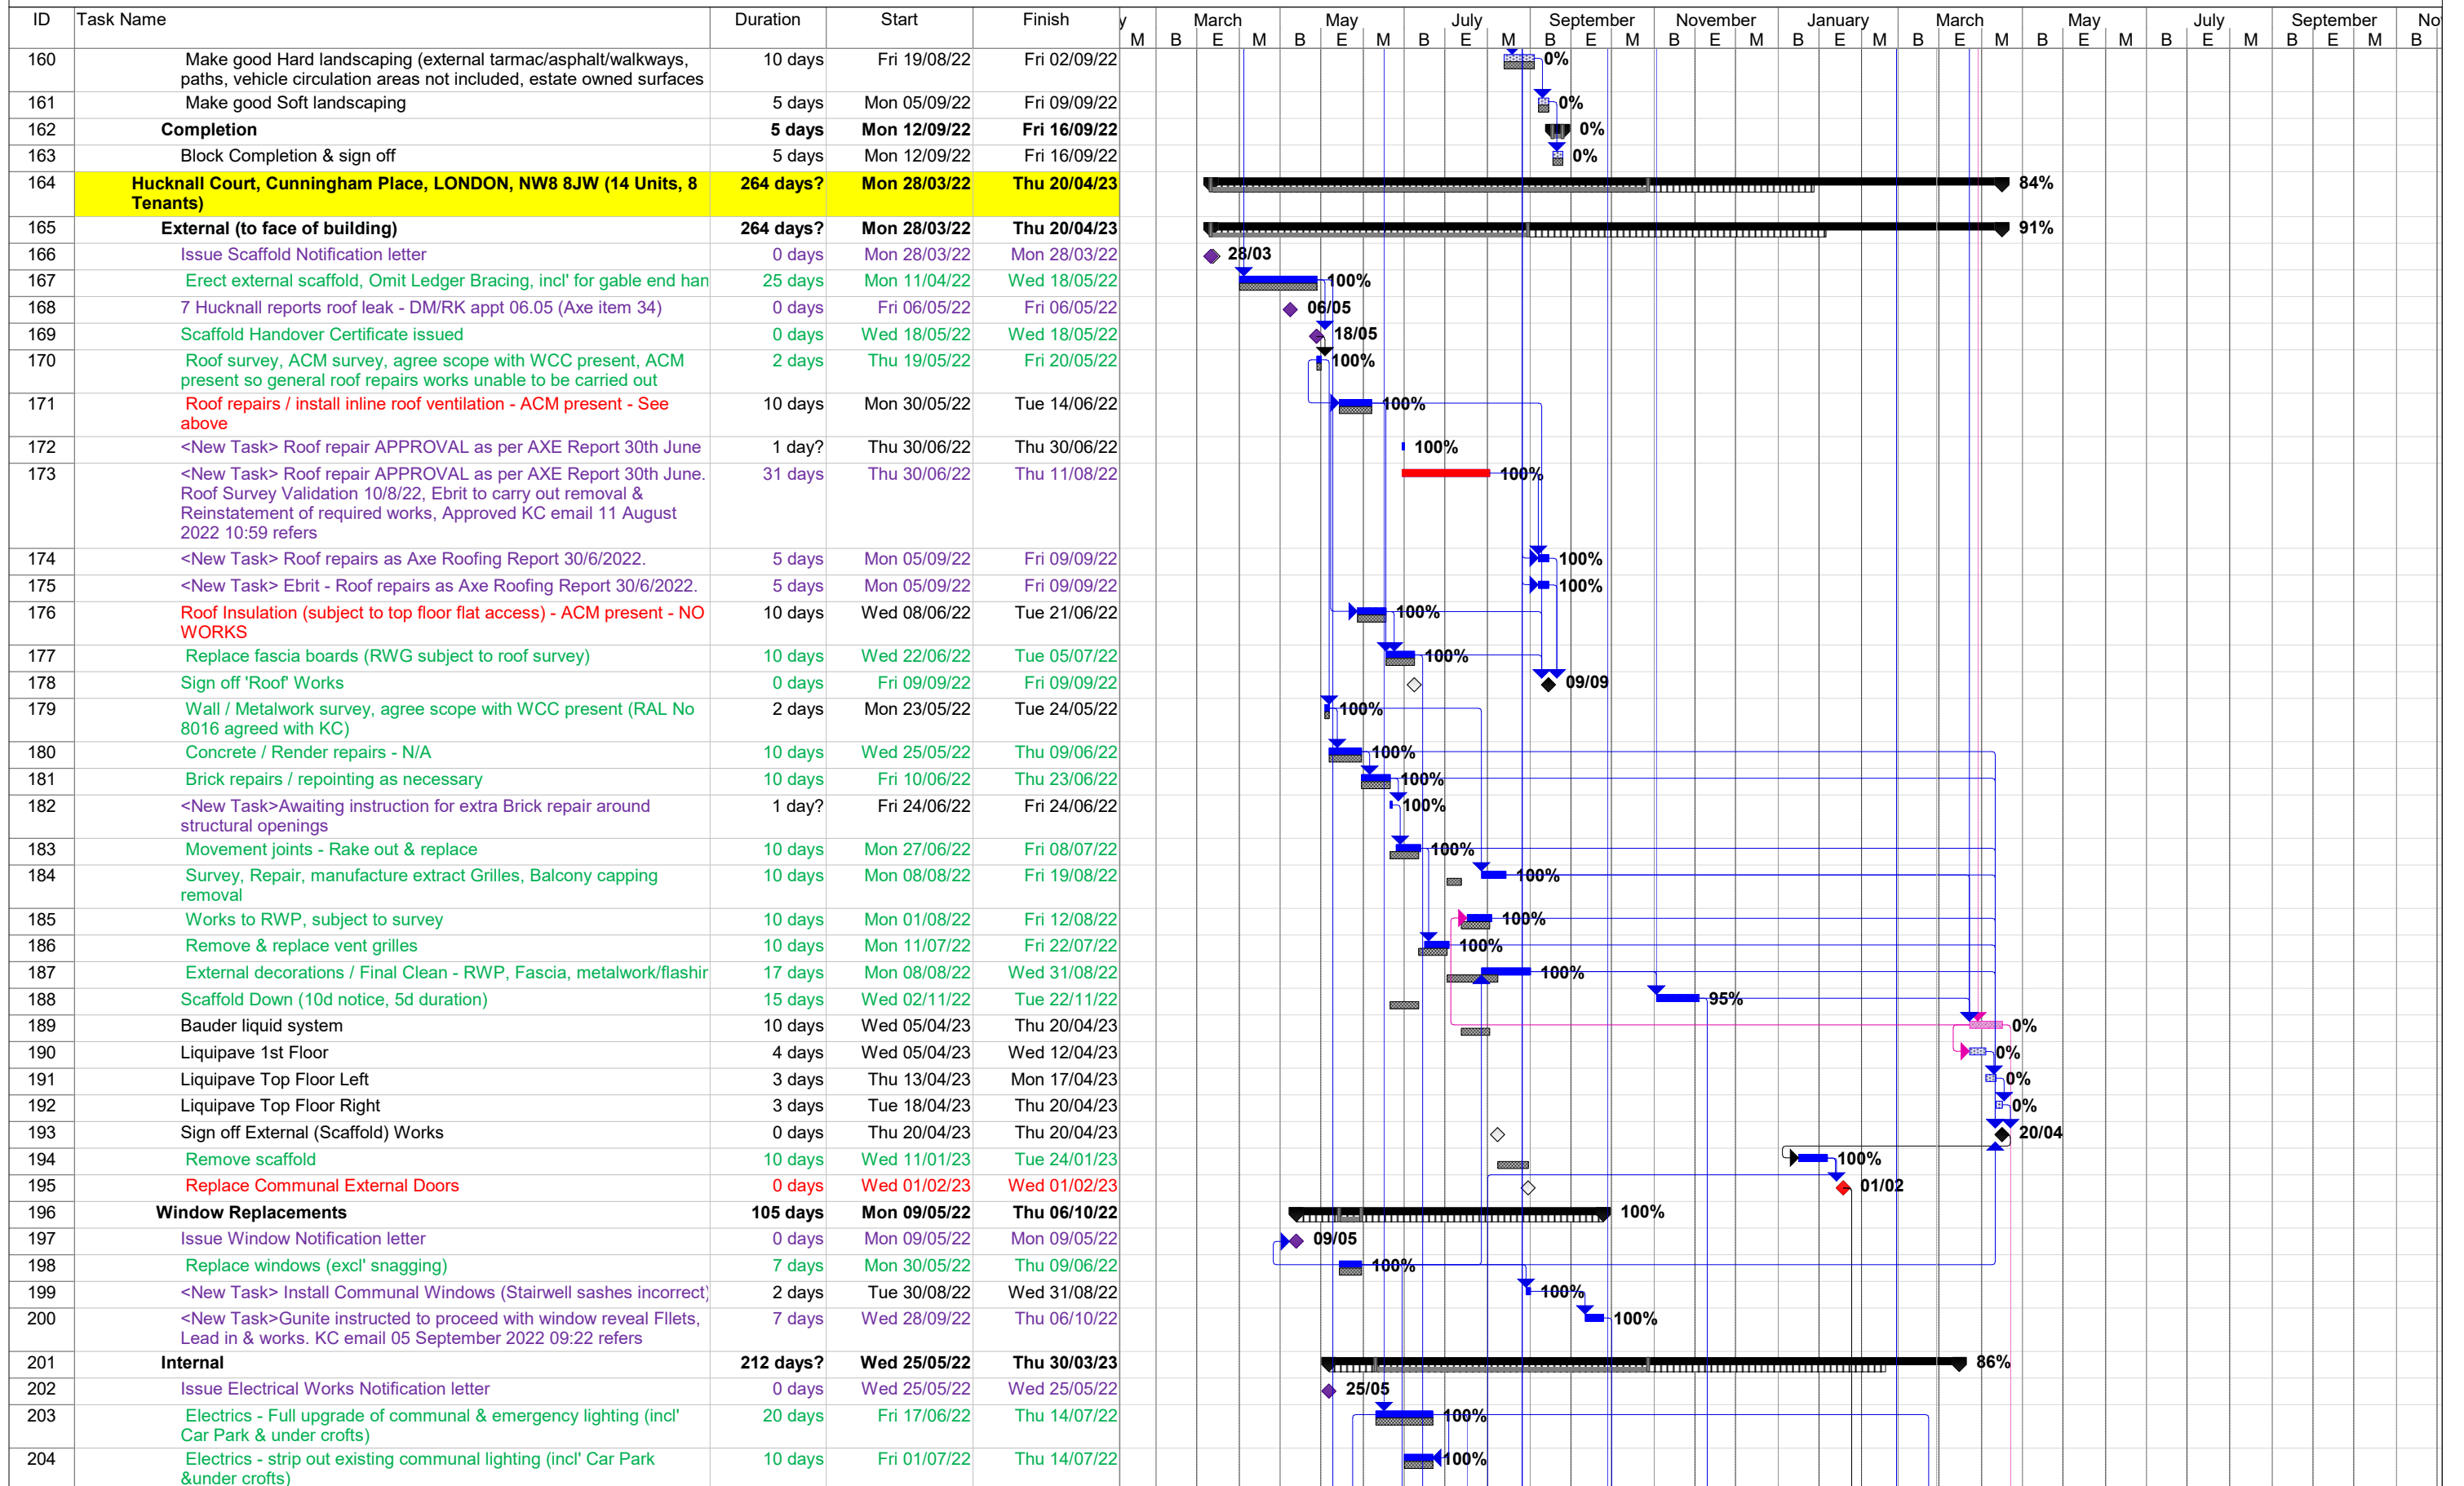 ID Task Name Duration Start Finish y March May July September November January March May July September No
M B E M B E M B E M B E M B E M B E M B E M B E M B E M B E M B
160 Make good Hard landscaping (external tarmac/asphalt/walkways, 10 days Fri 19/08/22 Fri 02/09/22 0%
paths, vehicle circulation areas not included, estate owned surfaces
161 Make good Soft landscaping 5 days Mon 05/09/22 Fri 09/09/22 0%
162 Completion 5 days Mon 12/09/22 Fri 16/09/22 0%
163 Block Completion & sign off 5 days Mon 12/09/22 Fri 16/09/22 0%
164 Hucknall Court, Cunningham Place, LONDON, NW8 8JW (14 Units, 8 264 days? Mon 28/03/22 Thu 20/04/23 84%
Tenants)
165 External (to face of building) 264 days? Mon 28/03/22 Thu 20/04/23 91%
166 Issue Scaffold Notification letter 0 days Mon 28/03/22 Mon 28/03/22 28/03
167 Erect external scaffold, Omit Ledger Bracing, incl' for gable end han 25 days Mon 11/04/22 Wed 18/05/22 100%
168 7 Hucknall reports roof leak - DM/RK appt 06.05 (Axe item 34) 0 days Fri 06/05/22 Fri 06/05/22 06/05
169 Scaffold Handover Certificate issued 0 days Wed 18/05/22 Wed 18/05/22 18/05
170 Roof survey, ACM survey, agree scope with WCC present, ACM 2 days Thu 19/05/22 Fri 20/05/22 100%
present so general roof repairs works unable to be carried out
171 Roof repairs / install inline roof ventilation - ACM present - See 10 days Mon 30/05/22 Tue 14/06/22 100%
above
172 <New Task> Roof repair APPROVAL as per AXE Report 30th June 1 day? Thu 30/06/22 Thu 30/06/22 100%
173 <New Task> Roof repair APPROVAL as per AXE Report 30th June. 31 days Thu 30/06/22 Thu 11/08/22 100%
Roof Survey Validation 10/8/22, Ebrit to carry out removal &
Reinstatement of required works, Approved KC email 11 August
2022 10:59 refers
174 <New Task> Roof repairs as Axe Roofing Report 30/6/2022. 5 days Mon 05/09/22 Fri 09/09/22 100%
175 <New Task> Ebrit - Roof repairs as Axe Roofing Report 30/6/2022. 5 days Mon 05/09/22 Fri 09/09/22 100%
176 Roof Insulation (subject to top floor flat access) - ACM present - NO 10 days Wed 08/06/22 Tue 21/06/22 100%
WORKS
177 Replace fascia boards (RWG subject to roof survey) 10 days Wed 22/06/22 Tue 05/07/22 100%
178 Sign off 'Roof' Works 0 days Fri 09/09/22 Fri 09/09/22 09/09
179 Wall / Metalwork survey, agree scope with WCC present (RAL No 2 days Mon 23/05/22 Tue 24/05/22 100%
8016 agreed with KC)
180 Concrete / Render repairs - N/A 10 days Wed 25/05/22 Thu 09/06/22 100%
181 Brick repairs / repointing as necessary 10 days Fri 10/06/22 Thu 23/06/22 100%
182 <New Task>Awaiting instruction for extra Brick repair around 1 day? Fri 24/06/22 Fri 24/06/22 100%
structural openings
183 Movement joints - Rake out & replace 10 days Mon 27/06/22 Fri 08/07/22 100%
184 Survey, Repair, manufacture extract Grilles, Balcony capping 10 days Mon 08/08/22 Fri 19/08/22 100%
removal
185 Works to RWP, subject to survey 10 days Mon 01/08/22 Fri 12/08/22 100%
186 Remove & replace vent grilles 10 days Mon 11/07/22 Fri 22/07/22 100%
187 External decorations / Final Clean - RWP, Fascia, metalwork/flashir 17 days Mon 08/08/22 Wed 31/08/22 100%
188 Scaffold Down (10d notice, 5d duration) 15 days Wed 02/11/22 Tue 22/11/22 95%
189 Bauder liquid system 10 days Wed 05/04/23 Thu 20/04/23 0%
190 Liquipave 1st Floor 4 days Wed 05/04/23 Wed 12/04/23 0%
191 Liquipave Top Floor Left 3 days Thu 13/04/23 Mon 17/04/23 0%
192 Liquipave Top Floor Right 3 days Tue 18/04/23 Thu 20/04/23 0%
193 Sign off External (Scaffold) Works 0 days Thu 20/04/23 Thu 20/04/23 20/04
194 Remove scaffold 10 days Wed 11/01/23 Tue 24/01/23 100%
195 Replace Communal External Doors 0 days Wed 01/02/23 Wed 01/02/23 01/02
196 Window Replacements 105 days Mon 09/05/22 Thu 06/10/22 100%
197 Issue Window Notification letter 0 days Mon 09/05/22 Mon 09/05/22 09/05
198 Replace windows (excl' snagging) 7 days Mon 30/05/22 Thu 09/06/22 100%
199 <New Task> Install Communal Windows (Stairwell sashes incorrect) 2 days Tue 30/08/22 Wed 31/08/22 100%
200 <New Task>Gunite instructed to proceed with window reveal FIlets, 7 days Wed 28/09/22 Thu 06/10/22 100%
Lead in & works. KC email 05 September 2022 09:22 refers
201 Internal 212 days? Wed 25/05/22 Thu 30/03/23 86%
202 Issue Electrical Works Notification letter 0 days Wed 25/05/22 Wed 25/05/22 25/05
203 Electrics - Full upgrade of communal & emergency lighting (incl' 20 days Fri 17/06/22 Thu 14/07/22 100%
Car Park & under crofts)
204 Electrics - strip out existing communal lighting (incl' Car Park 10 days Fri 01/07/22 Thu 14/07/22 100%
&under crofts)